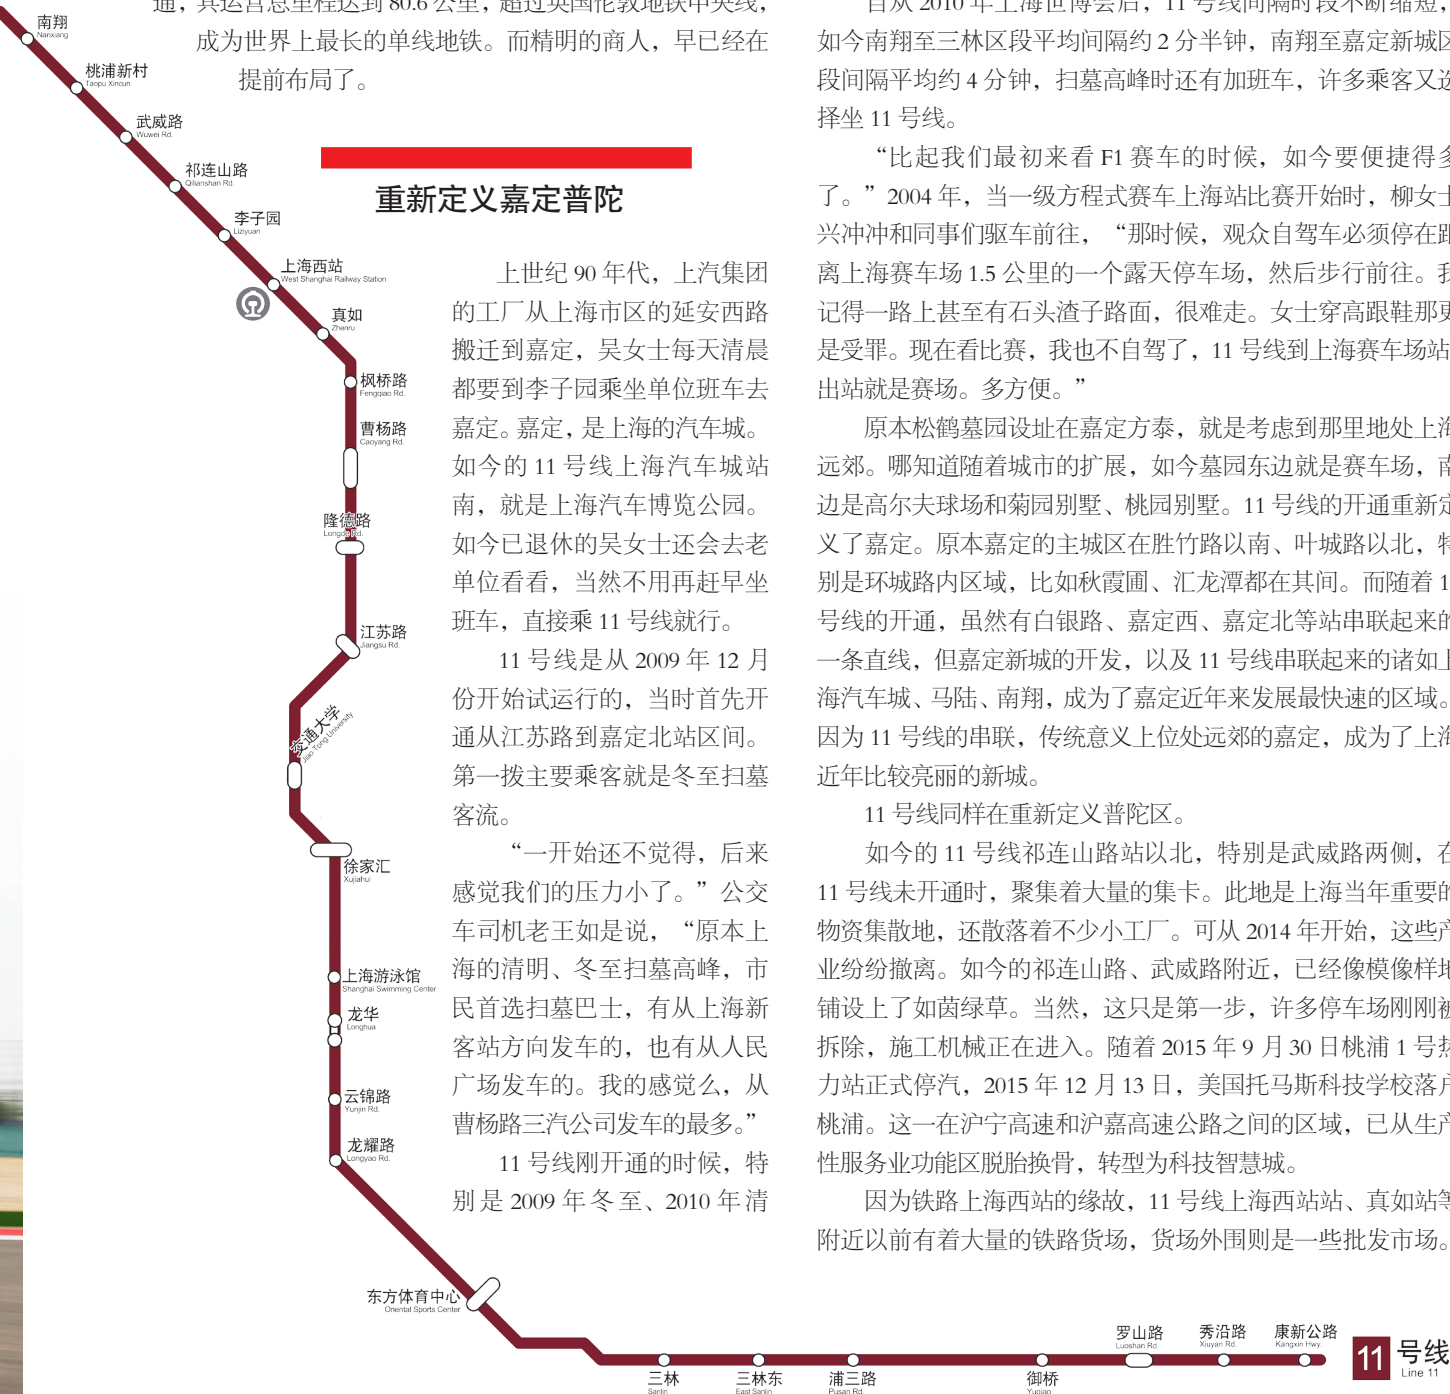 通，其运营总里程达到 80.6 公里，超过英国伦敦地铁中央线，
成为世界上最长的单线地铁。而精明的商人，早已经在
提前布局了。
重新定义嘉定普陀
上世纪 90 年代，上汽集团
的工厂从上海市区的延安西路
搬迁到嘉定，吴女士每天清晨
都要到李子园乘坐单位班车去
嘉定。嘉定，是上海的汽车城。
如今的 11 号线上海汽车城站
南，就是上海汽车博览公园。
如今已退休的吴女士还会去老
单位看看，当然不用再赶早坐
班车，直接乘 11 号线就行。
11 号线是从 2009 年 12 月
份开始试运行的，当时首先开
通从江苏路到嘉定北站区间。
第一拨主要乘客就是冬至扫墓
客流。
“一开始还不觉得，后来
感觉我们的压力小了。”公交
车司机老王如是说，“原本上
海的清明、冬至扫墓高峰，市
民首选扫墓巴士，有从上海新
客站方向发车的，也有从人民
广场发车的。我的感觉么，从
曹杨路三汽公司发车的最多。”
11 号线刚开通的时候，特
别是 2009 年冬至、2010 年清
自从 2010 年上海世博会后，11 号线间隔时段不断缩短，
如今南翔至三林区段平均间隔约 2 分半钟，南翔至嘉定新城区
段间隔平均约 4 分钟，扫墓高峰时还有加班车，许多乘客又选
择坐 11 号线。
“比起我们最初来看 F1 赛车的时候，如今要便捷得多
了。”2004 年，当一级方程式赛车上海站比赛开始时，柳女士
兴冲冲和同事们驱车前往，“那时候，观众自驾车必须停在距
离上海赛车场 1.5 公里的一个露天停车场，然后步行前往。我
记得一路上甚至有石头渣子路面，很难走。女士穿高跟鞋那更
是受罪。现在看比赛，我也不自驾了，11 号线到上海赛车场站
出站就是赛场。多方便。”
原本松鹤墓园设址在嘉定方泰，就是考虑到那里地处上海
远郊。哪知道随着城市的扩展，如今墓园东边就是赛车场，南
边是高尔夫球场和菊园别墅、桃园别墅。11 号线的开通重新定
义了嘉定。原本嘉定的主城区在胜竹路以南、叶城路以北，特
别是环城路内区域，比如秋霞圃、汇龙潭都在其间。而随着 1
号线的开通，虽然有白银路、嘉定西、嘉定北等站串联起来的
一条直线，但嘉定新城的开发，以及 11 号线串联起来的诸如上
海汽车城、马陆、南翔，成为了嘉定近年来发展最快速的区域。
因为 11 号线的串联，传统意义上位处远郊的嘉定，成为了上海
近年比较亮丽的新城。
11 号线同样在重新定义普陀区。
如今的 11 号线祁连山路站以北，特别是武威路两侧，在
11 号线未开通时，聚集着大量的集卡。此地是上海当年重要的
物资集散地，还散落着不少小工厂。可从 2014 年开始，这些产
业纷纷撤离。如今的祁连山路、武威路附近，已经像模像样地
铺设上了如茵绿草。当然，这只是第一步，许多停车场刚刚被
拆除，施工机械正在进入。随着 2015 年 9 月 30 日桃浦 1 号热
力站正式停汽，2015 年 12 月 13 日，美国托马斯科技学校落户
桃浦。这一在沪宁高速和沪嘉高速公路之间的区域，已从生产
性服务业功能区脱胎换骨，转型为科技智慧城。
因为铁路上海西站的缘故，11 号线上海西站站、真如站等
附近以前有着大量的铁路货场，货场外围则是一些批发市场。
南翔
Nanxiang
桃浦新村
Taopu Xincun
武威路
Wuwei Rd.
祁连山路
Qilianshan Rd.
李子园
Liziyuan
上海西站
West Shanghai Railway Station
真如
Zhenru
枫桥路
Fengqiao Rd.
曹杨路
Caoyang Rd.
隆德路
Longde Rd.
江苏路
Jiangsu Rd.
交通大学
Jiao Tong University
徐家汇
Xujiahui
上海游泳馆
Shanghai Swimming Center
龙华
Longhua
云锦路
Yunjin Rd.
龙耀路
Longyao Rd.
东方体育中心
Oriental Sports Center
三林
Sanlin
三林东
East Sanlin
浦三路
Pusan Rd.
御桥
Yuqiao
罗山路
Luoshan Rd.
秀沿路
Xiuyan Rd.
康新公路
Kangxin Hwy.
11 号线
Line 11